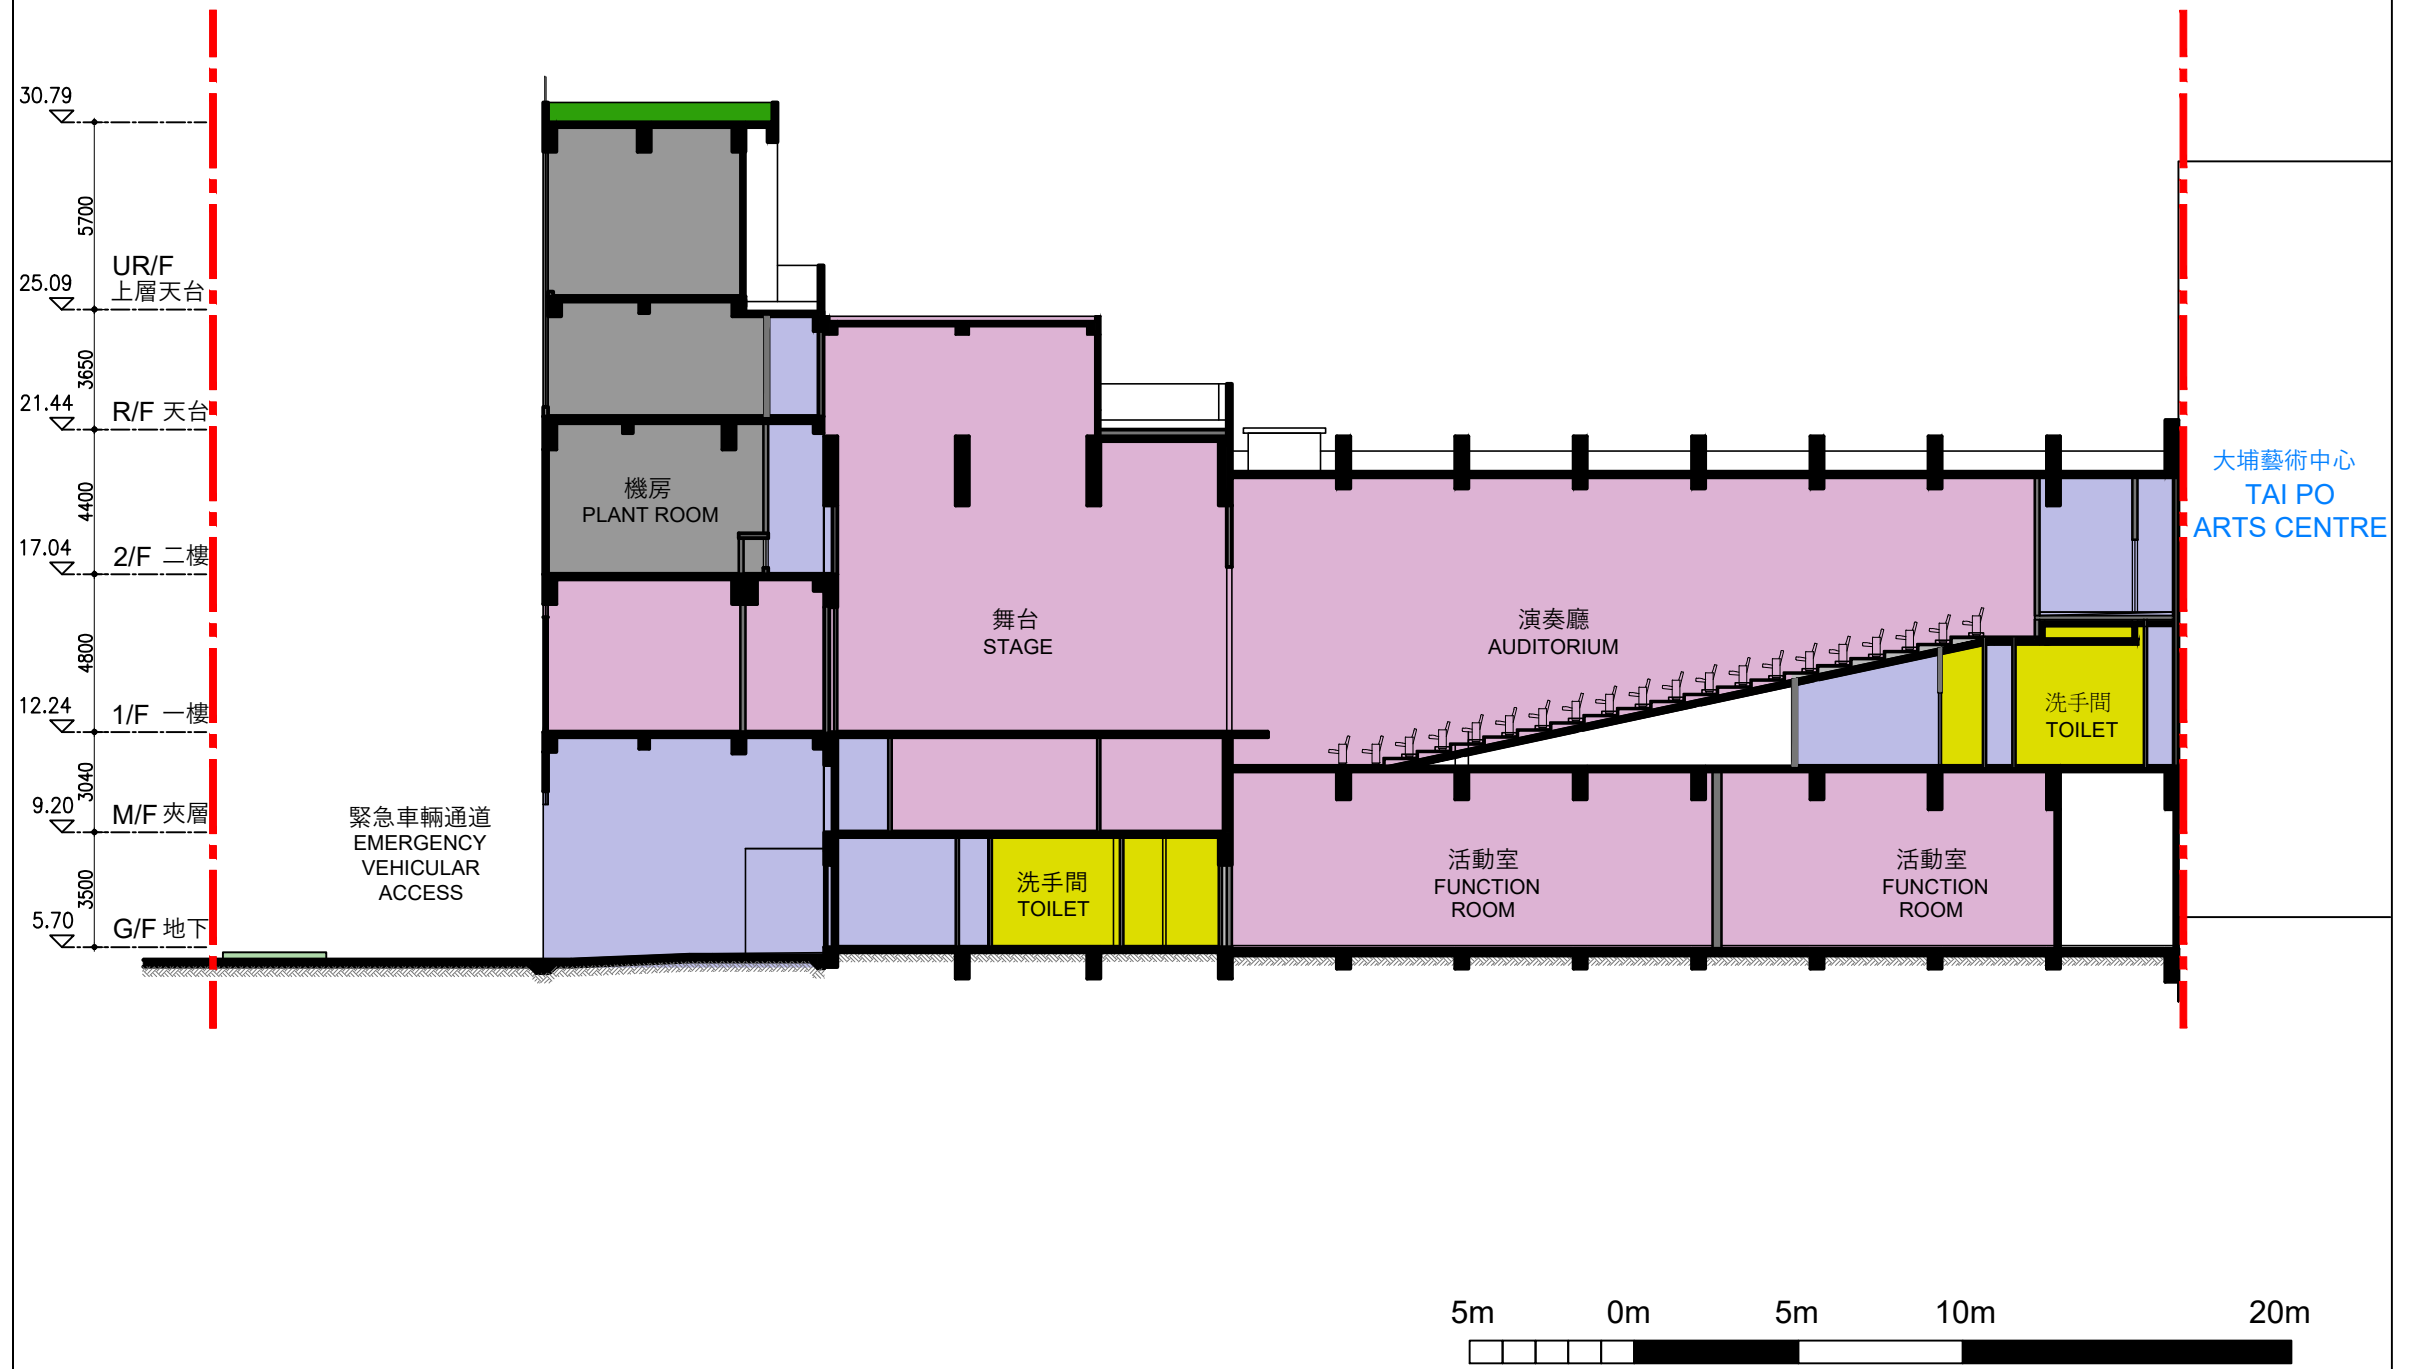 30.79
5700
UR/F
上層天台
25.09
3650
21.44
R/F 天台
4400
17.04
2/F 二樓
4800
12.24
1/F 一樓
3040
9.20
M/F 夾層
3500
5.70
G/F 地下
緊急車輛通道
EMERGENCY
VEHICULAR
ACCESS
機房
PLANT ROOM
舞台
STAGE
演奏廳
AUDITORIUM
洗手間
TOILET
洗手間
TOILET
活動室
FUNCTION
ROOM
活動室
FUNCTION
ROOM
大埔藝術中心
TAI PO
ARTS CENTRE
5m 0m 5m 10m 20m